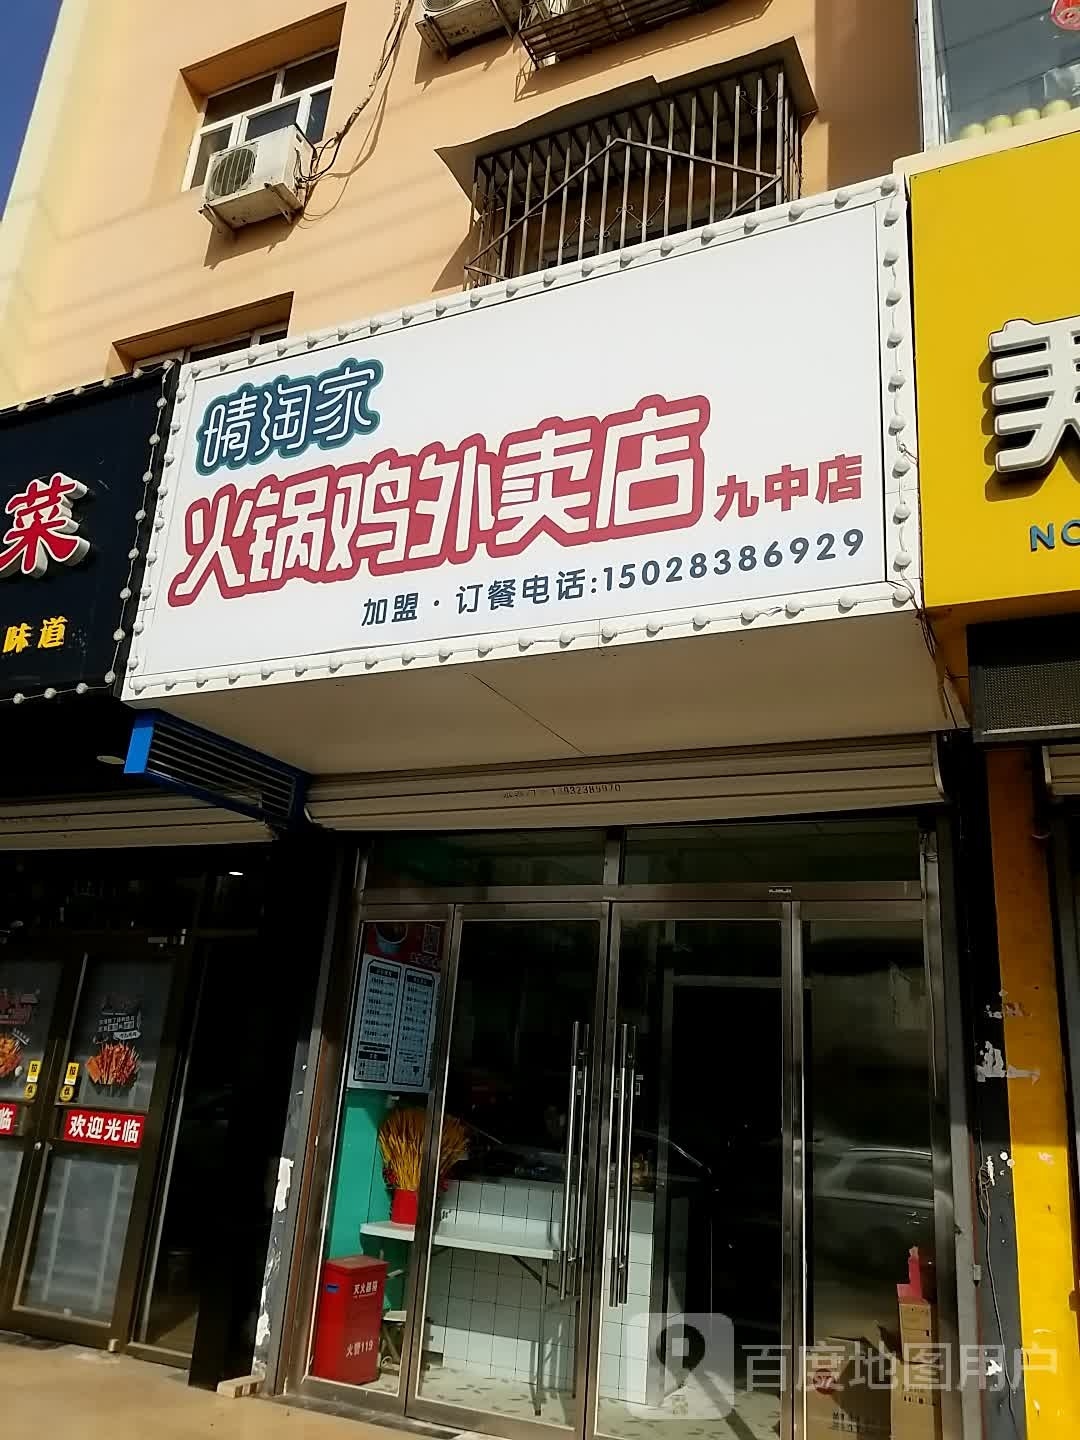 晴淘家
火锅鸡外卖店 九中店
加盟·订餐电话:15028386929
菜
味道
美
NO
欢迎光临
临
灭火器箱
火警119
百度地图用户